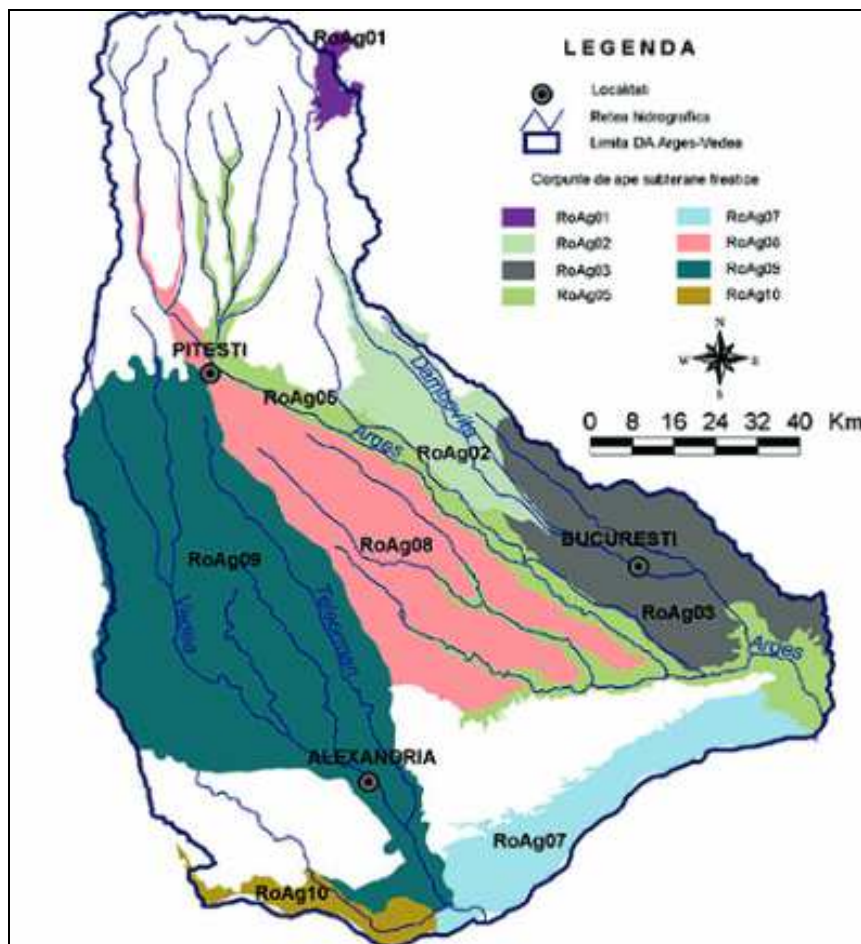 RoAg01
LEGENDA
Localitati
Retea hidrografica
Limita DA Arges-Vedea
Corpurile de ape subterane freatice
RoAg01
RoAg02
RoAg03
RoAg05
RoAg07
RoAg08
RoAg09
RoAg10
N
W
E
S
0 8 16 24 32 40 Km
PITESTI
RoAg05
Dambovita
Arges
RoAg02
BUCURESTI
RoAg08
RoAg09
RoAg03
Vedea
Teleorman
Arges
ALEXANDRIA
RoAg07
RoAg10